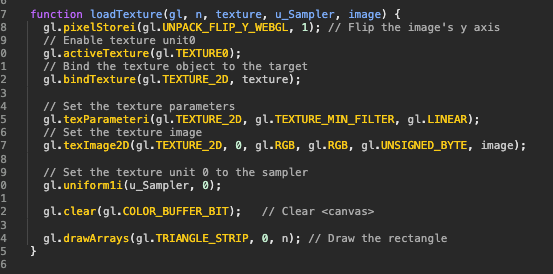 7 function loadTexture(gl, n, texture, u_Sampler, image) {
8 gl.pixelStorei(gl.UNPACK_FLIP_Y_WEBGL, 1); // Flip the image's y axis
9 // Enable texture unit0
0 gl.activeTexture(gl.TEXTURE0);
1 // Bind the texture object to the target
2 gl.bindTexture(gl.TEXTURE_2D, texture);
3
4 // Set the texture parameters
5 gl.texParameteri(gl.TEXTURE_2D, gl.TEXTURE_MIN_FILTER, gl.LINEAR);
6 // Set the texture image
7 gl.texImage2D(gl.TEXTURE_2D, 0, gl.RGB, gl.RGB, gl.UNSIGNED_BYTE, image);
8
9 // Set the texture unit 0 to the sampler
0 gl.uniform1i(u_Sampler, 0);
1
2 gl.clear(gl.COLOR_BUFFER_BIT); // Clear <canvas>
3
4 gl.drawArrays(gl.TRIANGLE_STRIP, 0, n); // Draw the rectangle
5 }
6